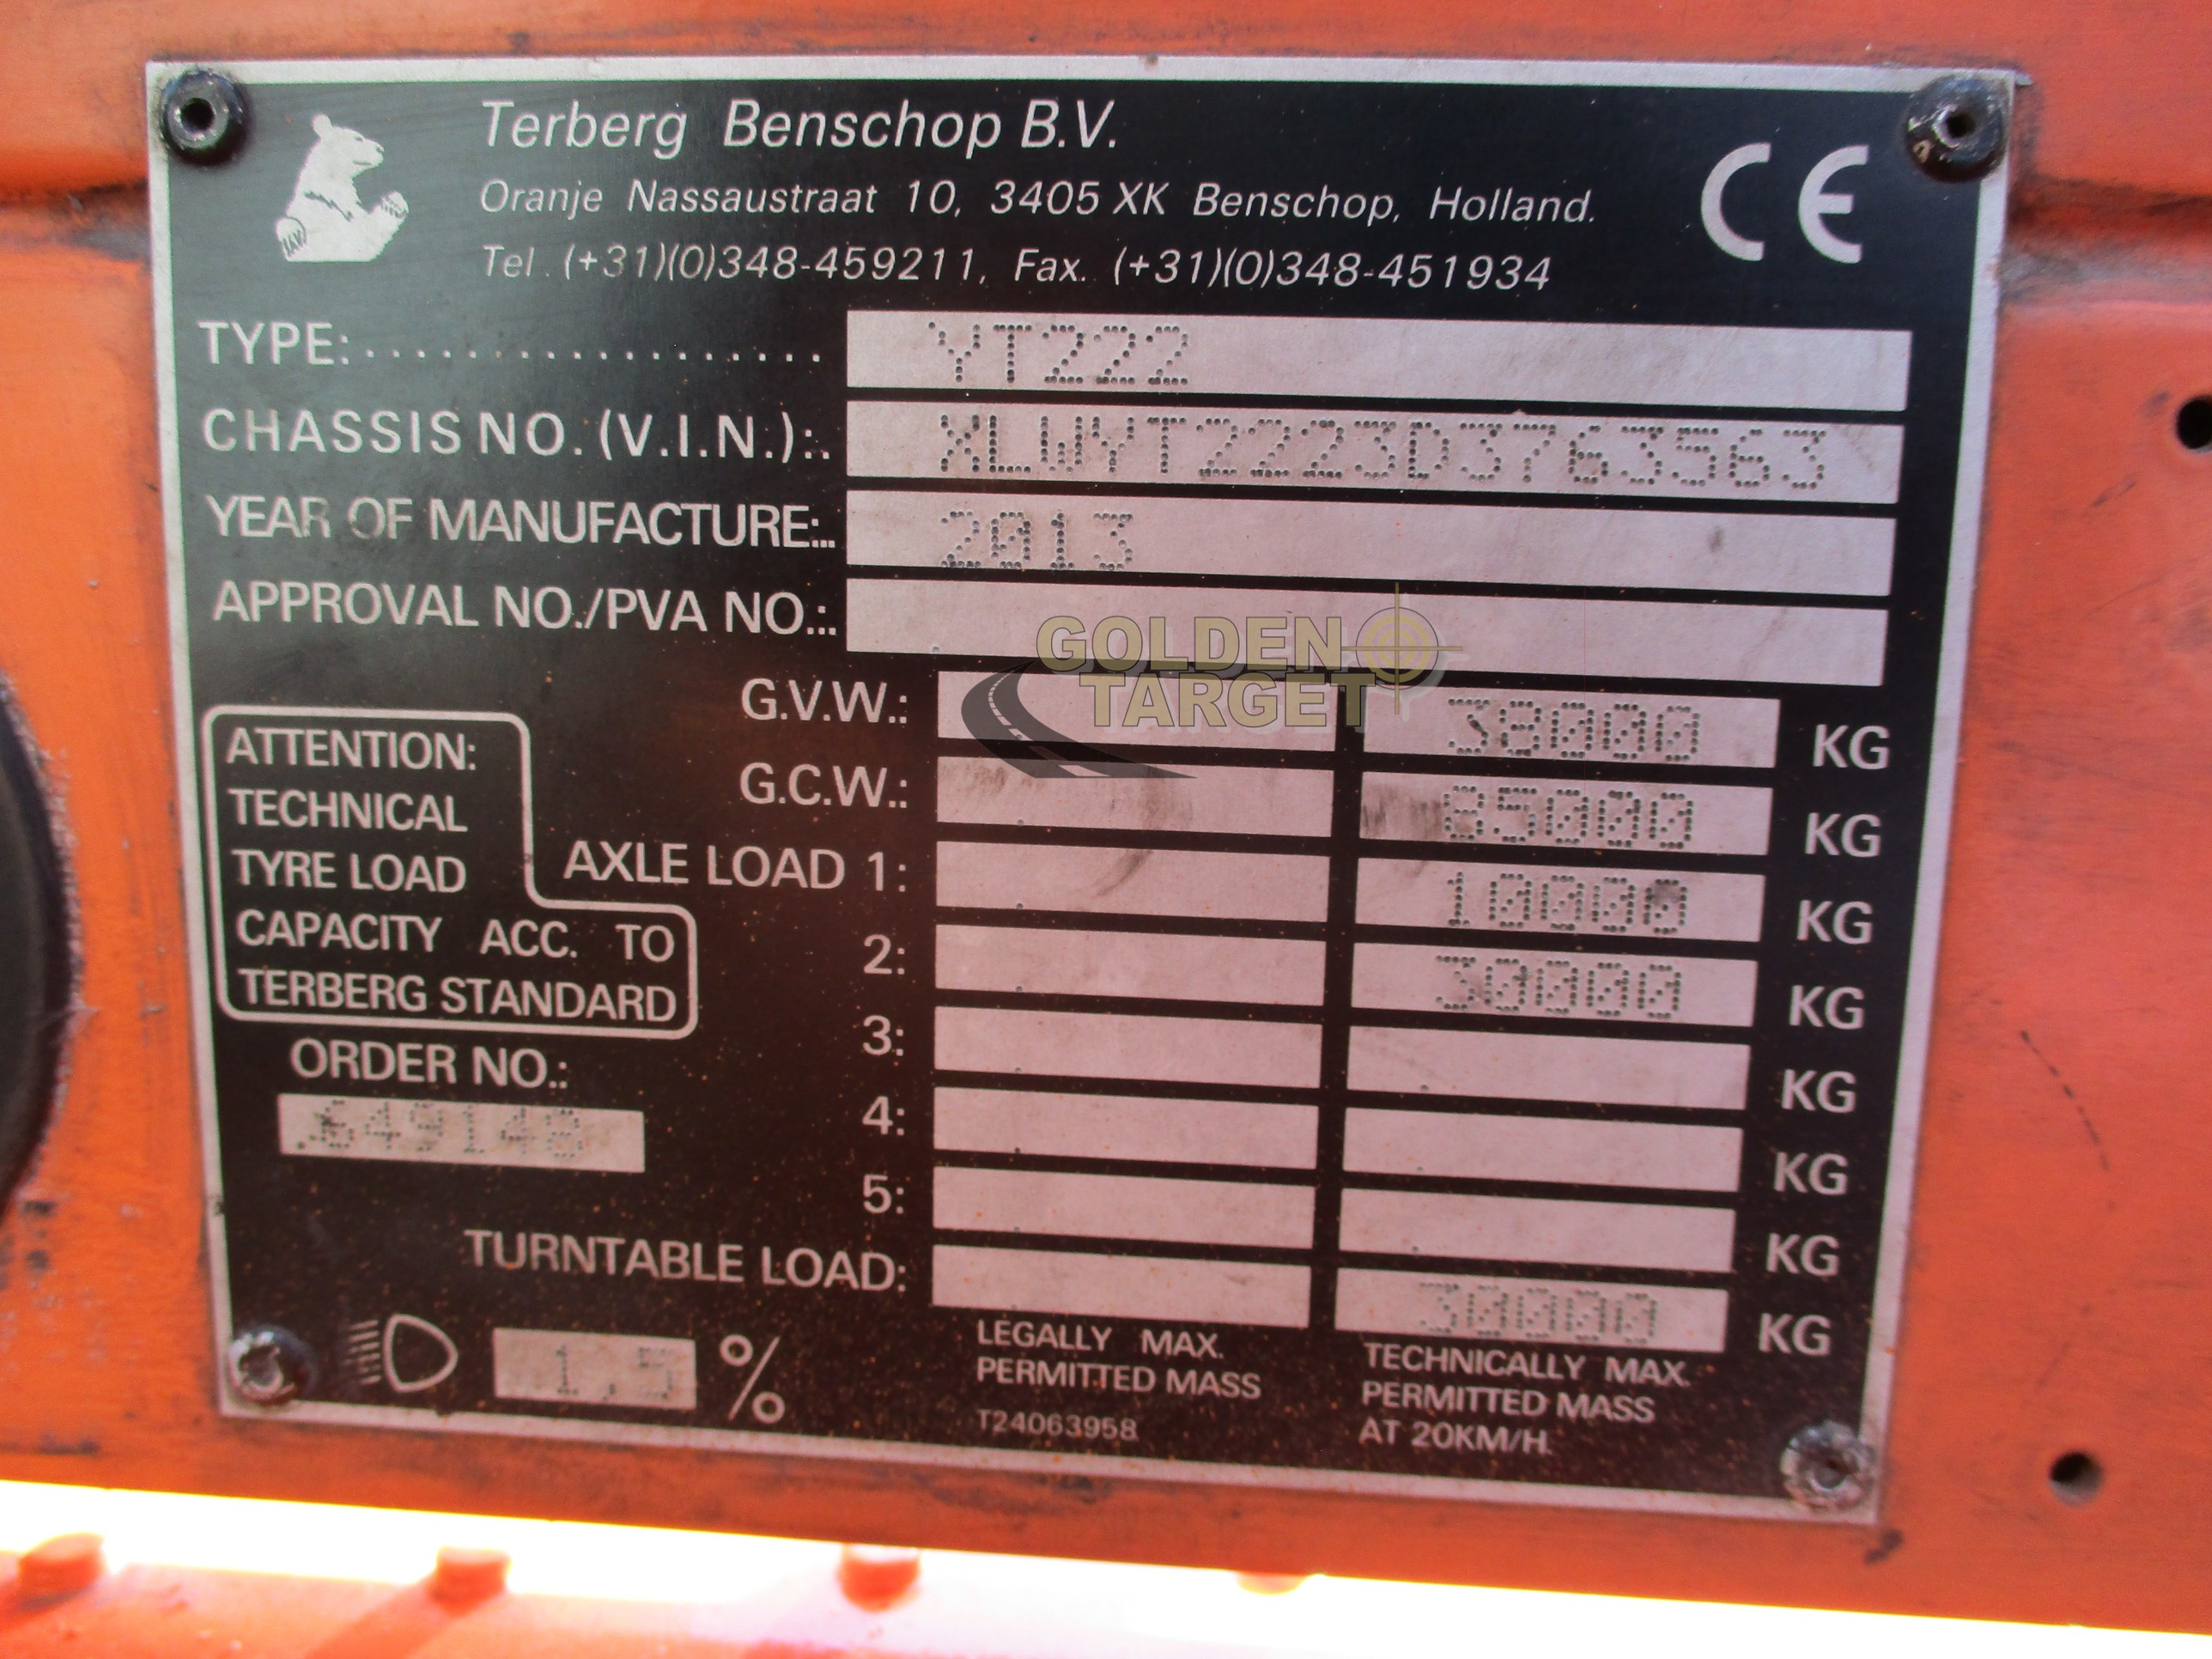 Terberg Benschop B.V.
Oranje Nassaustraat 10, 3405 XK Benschop, Holland.
Tel. (+31)(0)348-459211, Fax. (+31)(0)348-451934
CE
TYPE:................... YT222
CHASSIS NO. (V.I.N.):. XLWYT2223D3763563
YEAR OF MANUFACTURE:... 2013
APPROVAL NO./PVA NO.:..
GOLDEN
TARGET
G.V.W.: 38000 KG
G.C.W.: 85000 KG
AXLE LOAD 1: 10000 KG
2: 30000 KG
3: KG
4: KG
5: KG
TURNTABLE LOAD: 30000 KG
ATTENTION:
TECHNICAL
TYRE LOAD
CAPACITY ACC. TO
TERBERG STANDARD
ORDER NO.:
.649148
1,5 %
LEGALLY MAX.
PERMITTED MASS
T24063958
TECHNICALLY MAX.
PERMITTED MASS
AT 20KM/H.